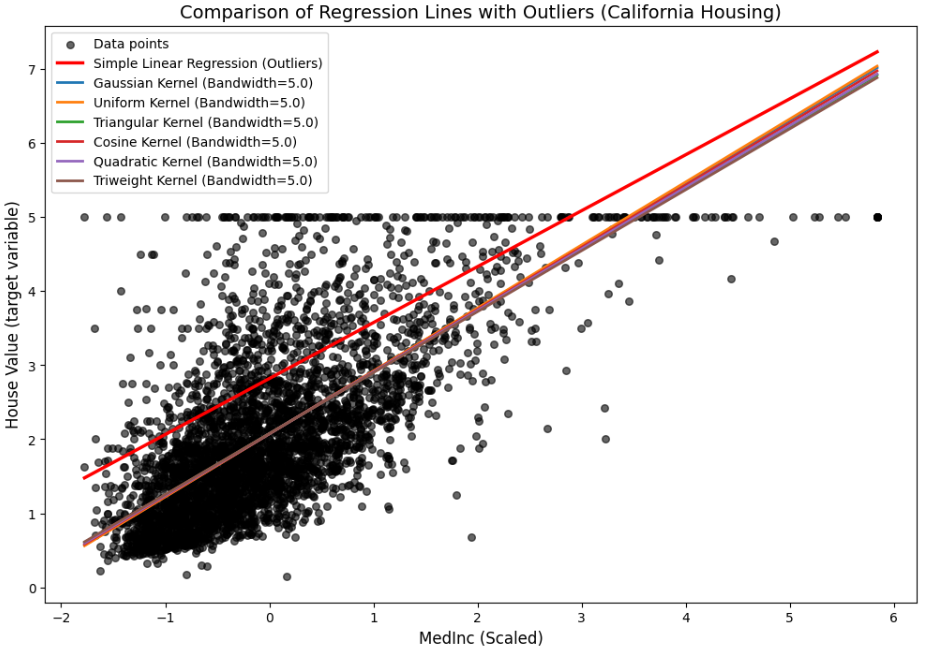 Comparison of Regression Lines with Outliers (California Housing)
Data points
Simple Linear Regression (Outliers)
Gaussian Kernel (Bandwidth=5.0)
Uniform Kernel (Bandwidth=5.0)
Triangular Kernel (Bandwidth=5.0)
Cosine Kernel (Bandwidth=5.0)
Quadratic Kernel (Bandwidth=5.0)
Triweight Kernel (Bandwidth=5.0)
House Value (target variable)
7
6
5
4
3
2
1
0
−2 −1 0 1 2 3 4 5 6
MedInc (Scaled)